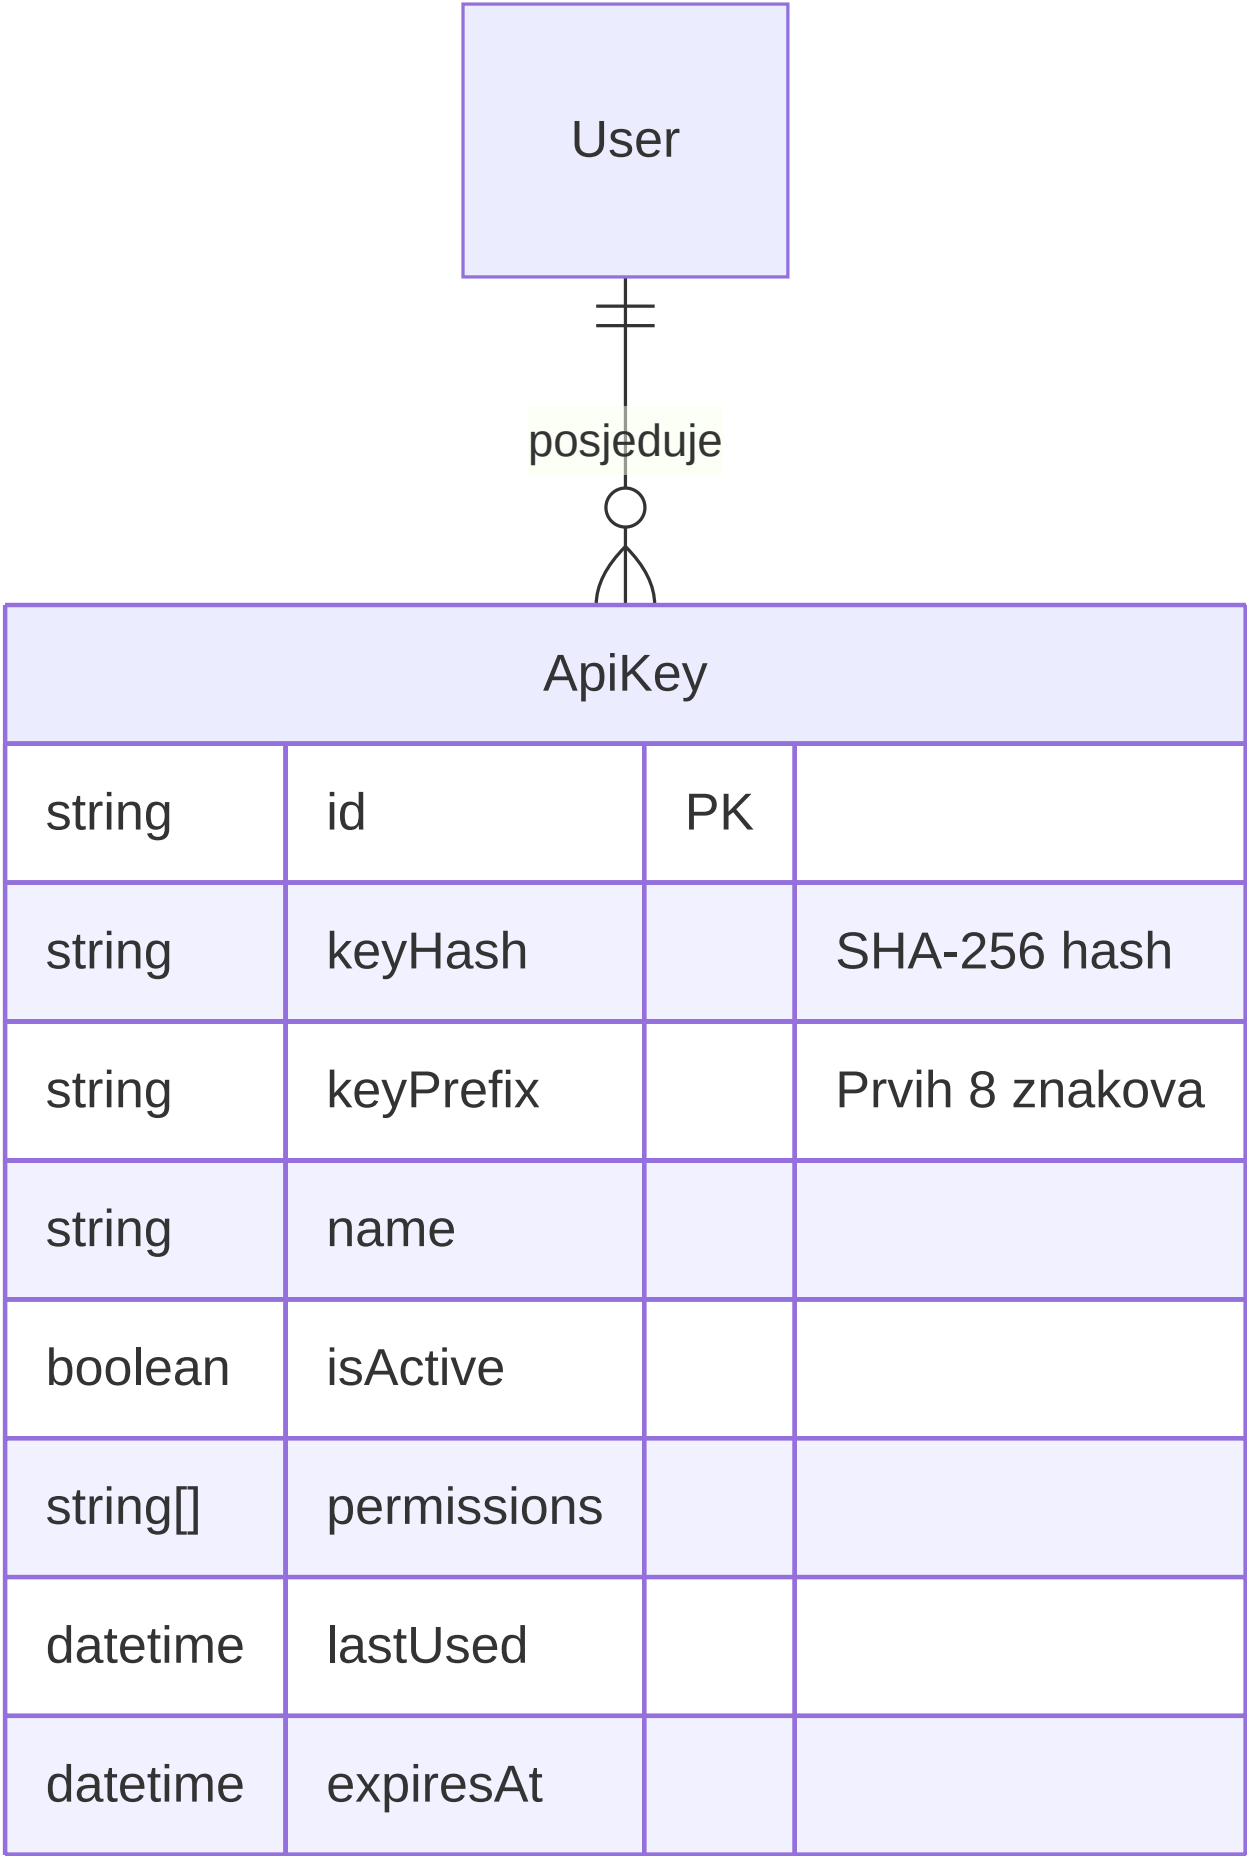 User
posjeduje
ApiKey
string id PK
string keyHash SHA-256 hash
string keyPrefix Prvih 8 znakova
string name
boolean isActive
string[] permissions
datetime lastUsed
datetime expiresAt